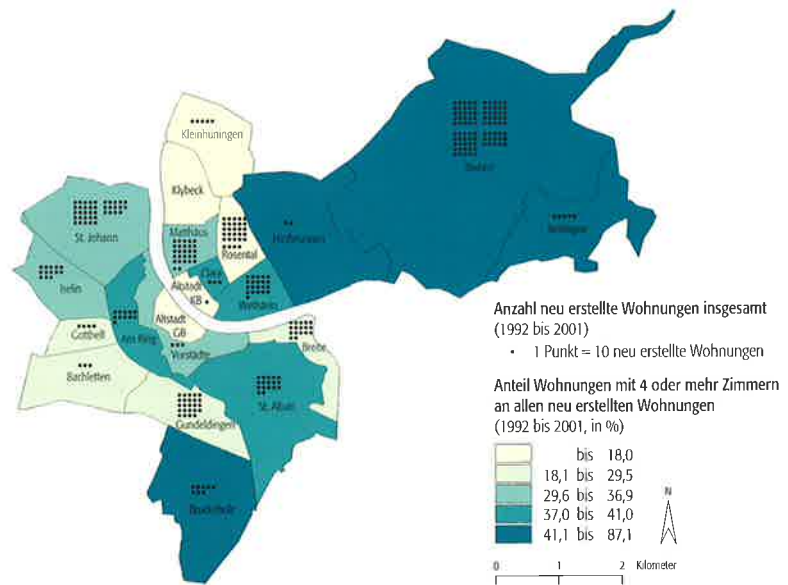 Kleinhüningen
Klybeck
Riehen
Bettingen
St. Johann
Matthäus
Rosental
Hirzbrunnen
Clara
Iselin
Altstadt
KB
Wettstein
Altstadt
GB
Am Ring
Gotthelf
Vorstädte
Breite
Bachletten
St. Alban
Gundeldingen
Bruderholz
Anzahl neu erstellte Wohnungen insgesamt
(1992 bis 2001)
1 Punkt = 10 neu erstellte Wohnungen
Anteil Wohnungen mit 4 oder mehr Zimmern
an allen neu erstellten Wohnungen
(1992 bis 2001, in %)
bis 18,0
18,1 bis 29,5
29,6 bis 36,9
37,0 bis 41,0
41,1 bis 87,1
N
0 1 2 Kilometer